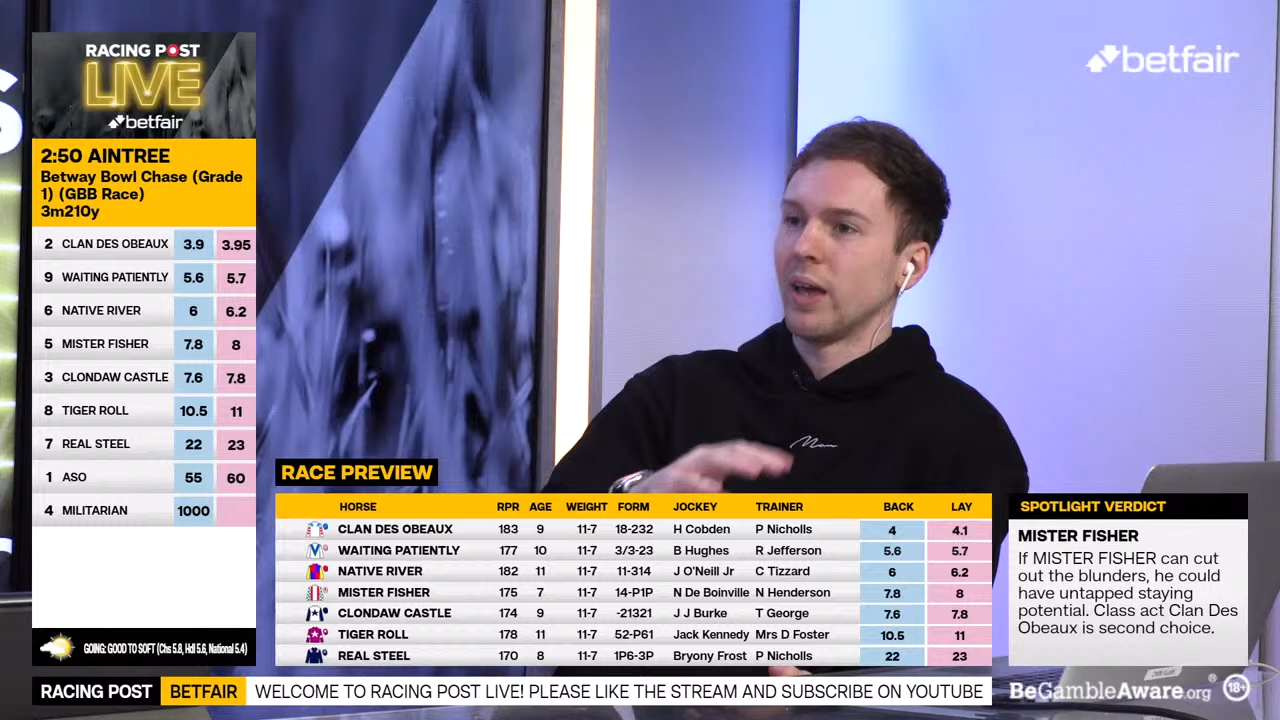 RACING POST
LIVE
betfair
2:50 AINTREE
Betway Bowl Chase (Grade
1) (GBB Race)
3m210y
2 CLAN DES OBEAUX 3.9 3.95
9 WAITING PATIENTLY 5.6 5.7
6 NATIVE RIVER 6 6.2
5 MISTER FISHER 7.8 8
3 CLONDAW CASTLE 7.6 7.8
8 TIGER ROLL 10.5 11
7 REAL STEEL 22 23
1 ASO 55 60
4 MILITARIAN 1000
GOING: GOOD TO SOFT (Chs 5.8, Hdl 5.6, National 5.4)
betfair
Man
RACE PREVIEW
HORSE RPR AGE WEIGHT FORM JOCKEY TRAINER BACK LAY
CLAN DES OBEAUX 183 9 11-7 18-232 H Cobden P Nicholls 4 4.1
WAITING PATIENTLY 177 10 11-7 3/3-23 B Hughes R Jefferson 5.6 5.7
NATIVE RIVER 182 11 11-7 11-314 J O'Neill Jr C Tizzard 6 6.2
MISTER FISHER 175 7 11-7 14-P1P N De Boinville N Henderson 7.8 8
CLONDAW CASTLE 174 9 11-7 -21321 J J Burke T George 7.6 7.8
TIGER ROLL 178 11 11-7 52-P61 Jack Kennedy Mrs D Foster 10.5 11
REAL STEEL 170 8 11-7 1P6-3P Bryony Frost P Nicholls 22 23
SPOTLIGHT VERDICT
MISTER FISHER
If MISTER FISHER can cut
out the blunders, he could
have untapped staying
potential. Class act Clan Des
Obeaux is second choice.
RACING POST BETFAIR WELCOME TO RACING POST LIVE! PLEASE LIKE THE STREAM AND SUBSCRIBE ON YOUTUBE
BeGambleAware.org® 18+